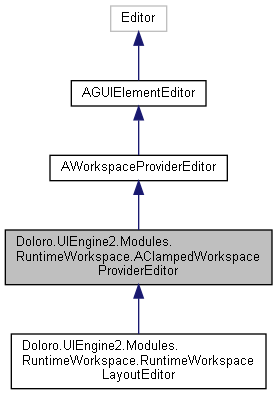 Editor
AGUIElementEditor
AWorkspaceProviderEditor
Doloro.UIEngine2.Modules.
RuntimeWorkspace.AClampedWorkspace
ProviderEditor
Doloro.UIEngine2.Modules.
RuntimeWorkspace.RuntimeWorkspace
LayoutEditor